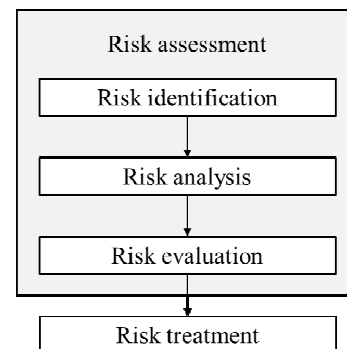 Risk assessment
Risk identification
Risk analysis
Risk evaluation
Risk treatment